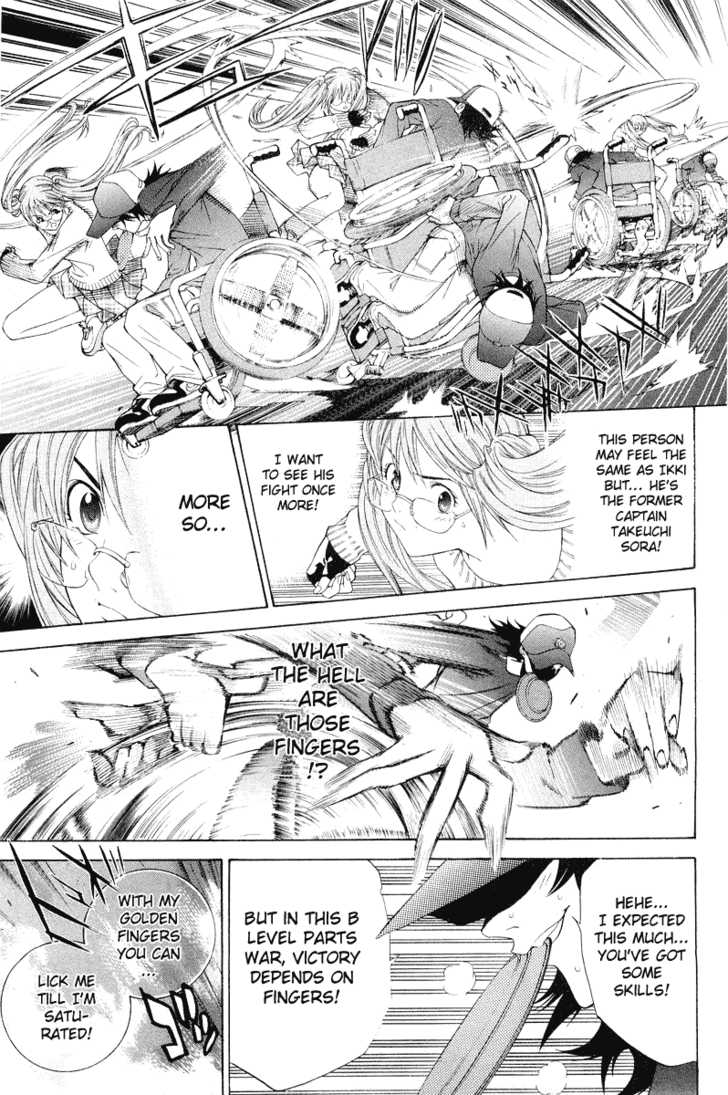 THIS PERSON
MAY FEEL THE
SAME AS IKKI
BUT... HE'S
THE FORMER
CAPTAIN
TAKEUCHI
SORA!
I WANT
TO SEE HIS
FIGHT ONCE
MORE!
MORE
SO...
WHAT
THE HELL
ARE
THOSE
FINGERS
!?
HEHE...
I EXPECTED
THIS MUCH...
YOU'VE GOT
SOME
SKILLS!
BUT IN THIS B
LEVEL PARTS
WAR, VICTORY
DEPENDS ON
FINGERS!
WITH MY
GOLDEN
FINGERS
YOU CAN
...
LICK ME
TILL I'M
SATU-
RATED!